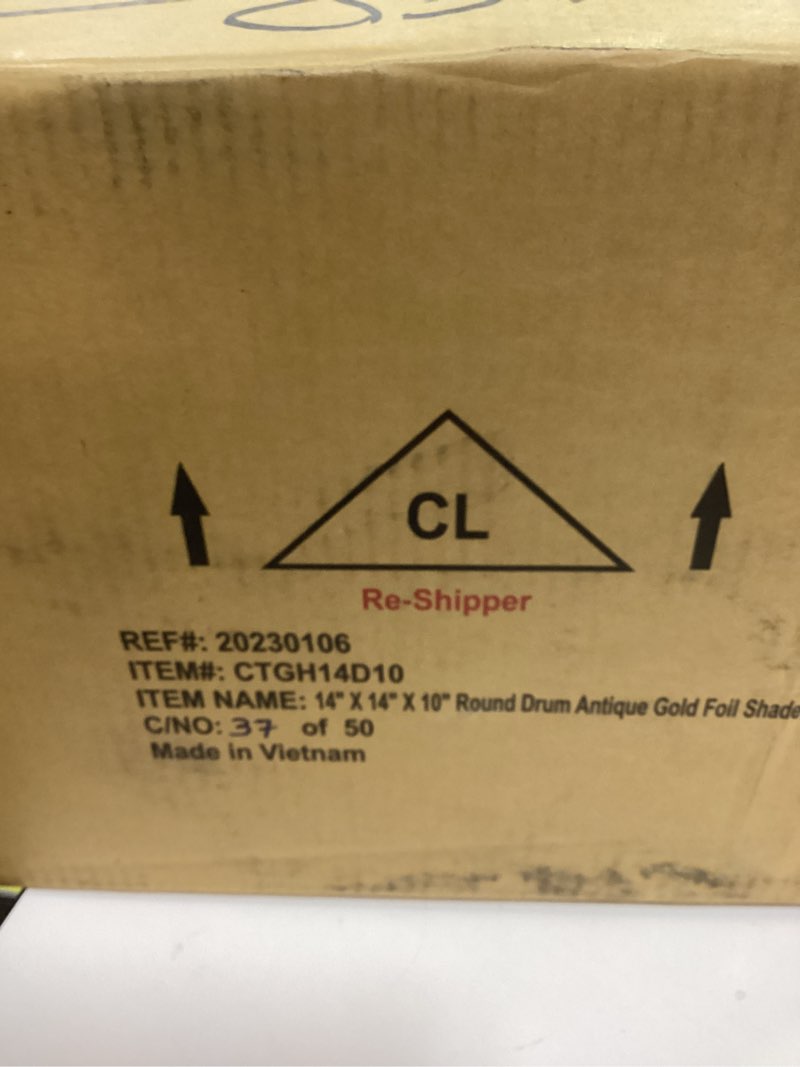 CL
Re-Shipper
REF#: 20230106
ITEM#: CTGH14D10
ITEM NAME: 14" X 14" X 10" Round Drum Antique Gold Foil Shade
C/NO: 37 of 50
Made in Vietnam